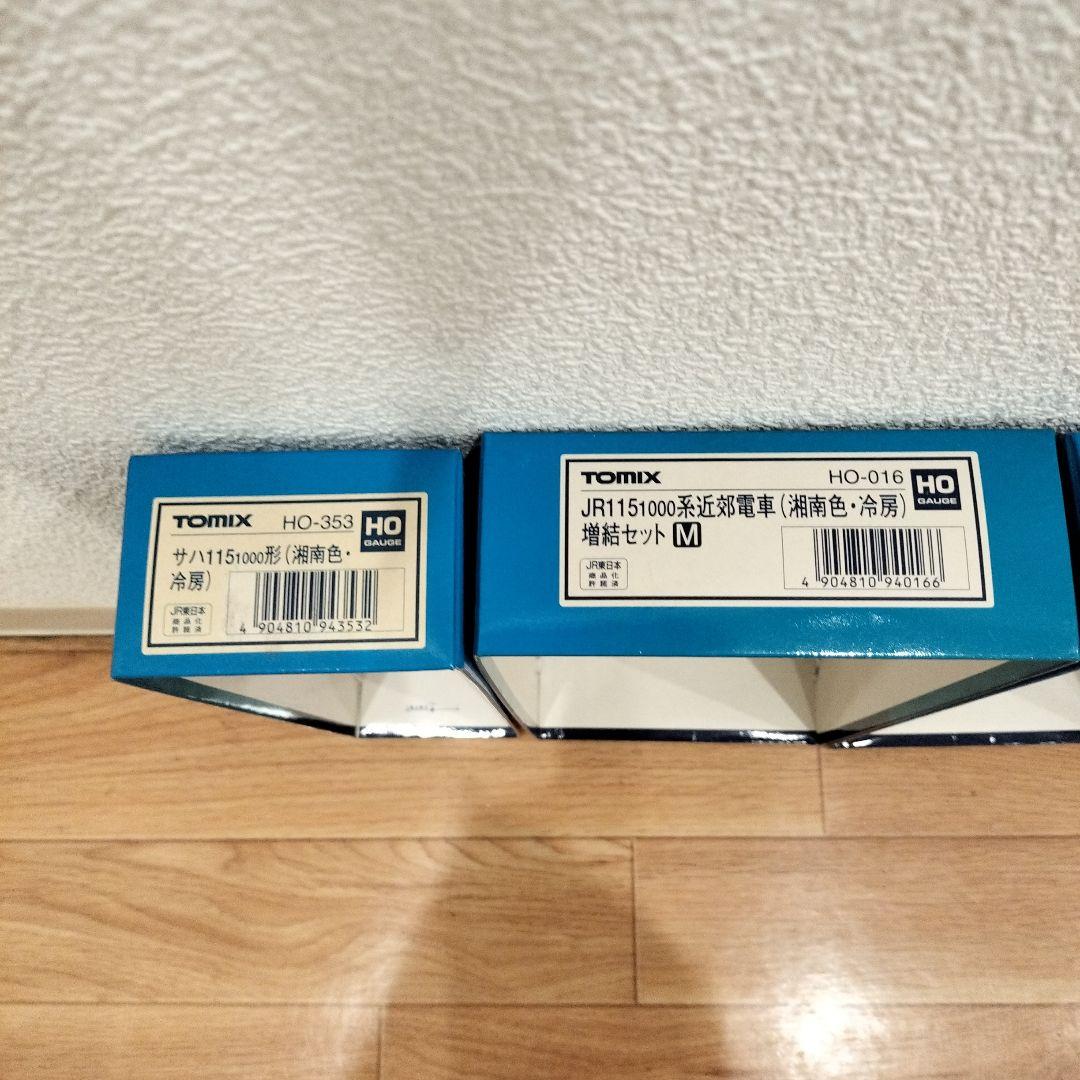 TOMIX HO-353 HO
GAUGE
サハ1151000形(湘南色・
冷房)
JR東日本
商品化
許諾済
4 904810 943532
TOMIX HO-016 HO
GAUGE
JR1151000系近郊電車(湘南色・冷房)
増結セット M
JR東日本
商品化
許諾済
4 904810 940166